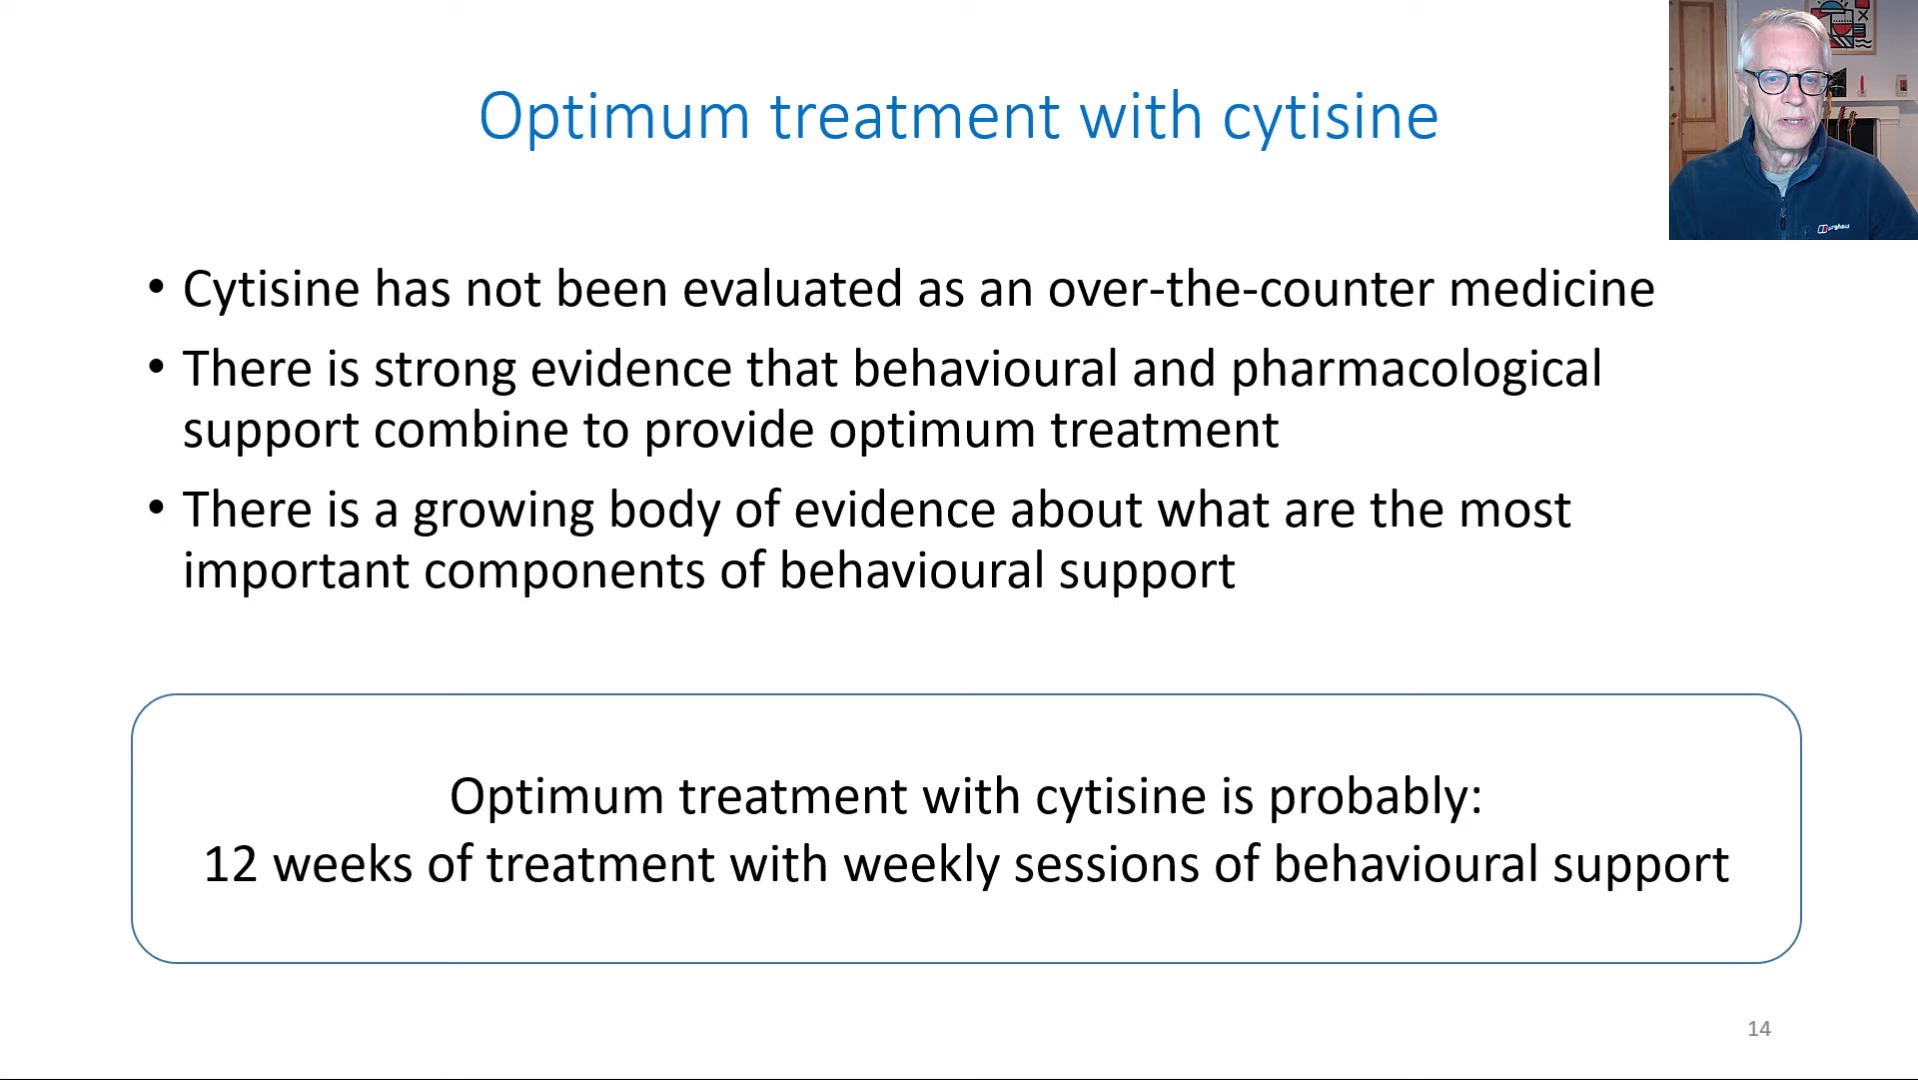 Optimum treatment with cytisine
• Cytisine has not been evaluated as an over-the-counter medicine
• There is strong evidence that behavioural and pharmacological
support combine to provide optimum treatment
• There is a growing body of evidence about what are the most
important components of behavioural support
Optimum treatment with cytisine is probably:
12 weeks of treatment with weekly sessions of behavioural support
14